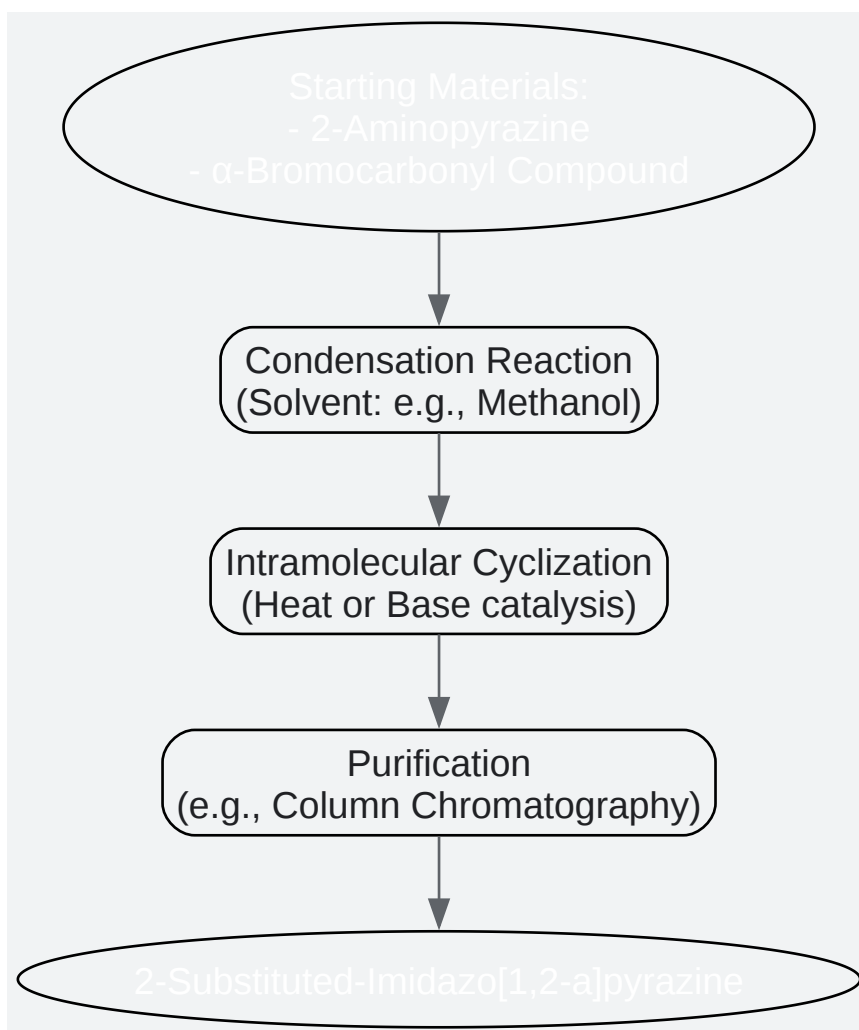 Starting Materials:
- 2-Aminopyrazine
- α-Bromocarbonyl Compound
Condensation Reaction
(Solvent: e.g., Methanol)
Intramolecular Cyclization
(Heat or Base catalysis)
Purification
(e.g., Column Chromatography)
2-Substituted-Imidazo[1,2-a]pyrazine